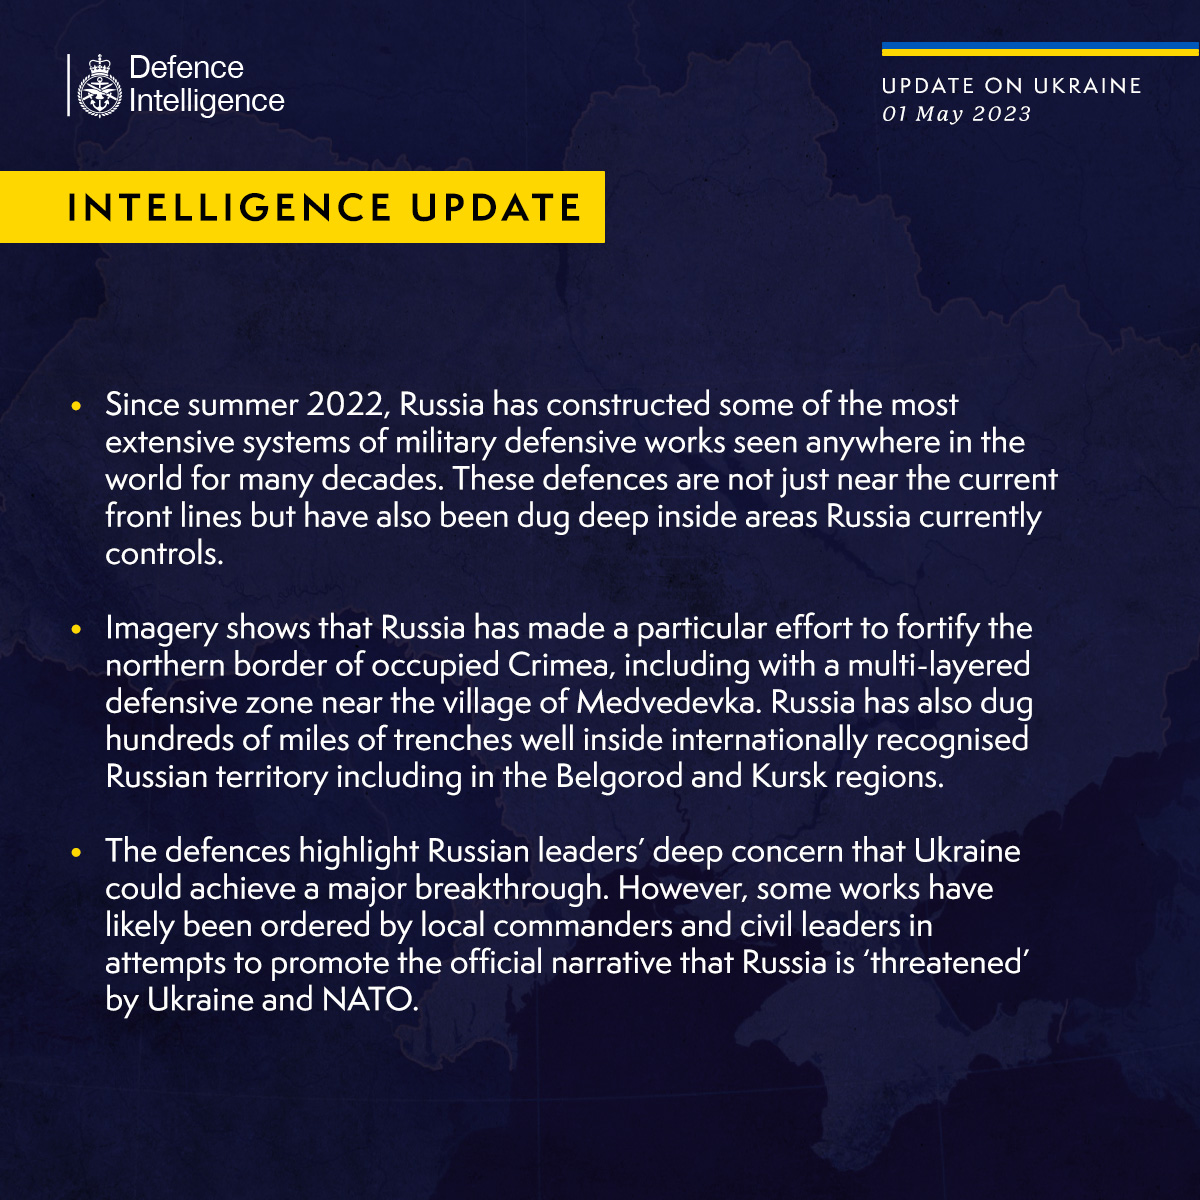 Defence
Intelligence
UPDATE ON UKRAINE
01 May 2023
INTELLIGENCE UPDATE
• Since summer 2022, Russia has constructed some of the most
extensive systems of military defensive works seen anywhere in the
world for many decades. These defences are not just near the current
front lines but have also been dug deep inside areas Russia currently
controls.
• Imagery shows that Russia has made a particular effort to fortify the
northern border of occupied Crimea, including with a multi-layered
defensive zone near the village of Medvedevka. Russia has also dug
hundreds of miles of trenches well inside internationally recognised
Russian territory including in the Belgorod and Kursk regions.
• The defences highlight Russian leaders’ deep concern that Ukraine
could achieve a major breakthrough. However, some works have
likely been ordered by local commanders and civil leaders in
attempts to promote the official narrative that Russia is ‘threatened’
by Ukraine and NATO.